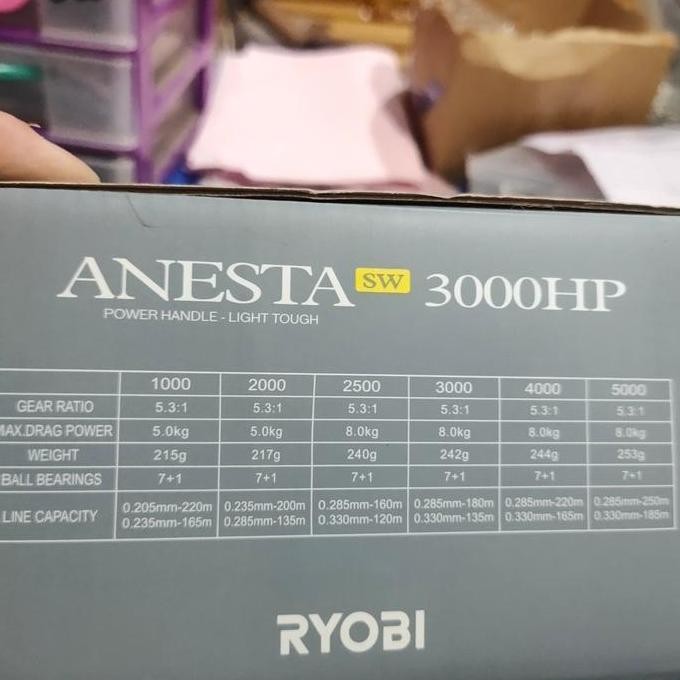 ANESTA SW 3000HP
POWER HANDLE - LIGHT TOUGH
1000 2000 2500 3000 4000 5000
GEAR RATIO 5.3:1 5.3:1 5.3:1 5.3:1 5.3:1 5.3:1
MAX.DRAG POWER 5.0kg 5.0kg 8.0kg 8.0kg 8.0kg 8.0kg
WEIGHT 215g 217g 240g 242g 244g 253g
BALL BEARINGS 7+1 7+1 7+1 7+1 7+1 7+1
LINE CAPACITY 0.205mm-220m 0.235mm-200m 0.285mm-160m 0.285mm-180m 0.285mm-220m 0.285mm-250m
0.235mm-165m 0.285mm-135m 0.330mm-120m 0.330mm-135m 0.330mm-165m 0.330mm-185m
RYOBI